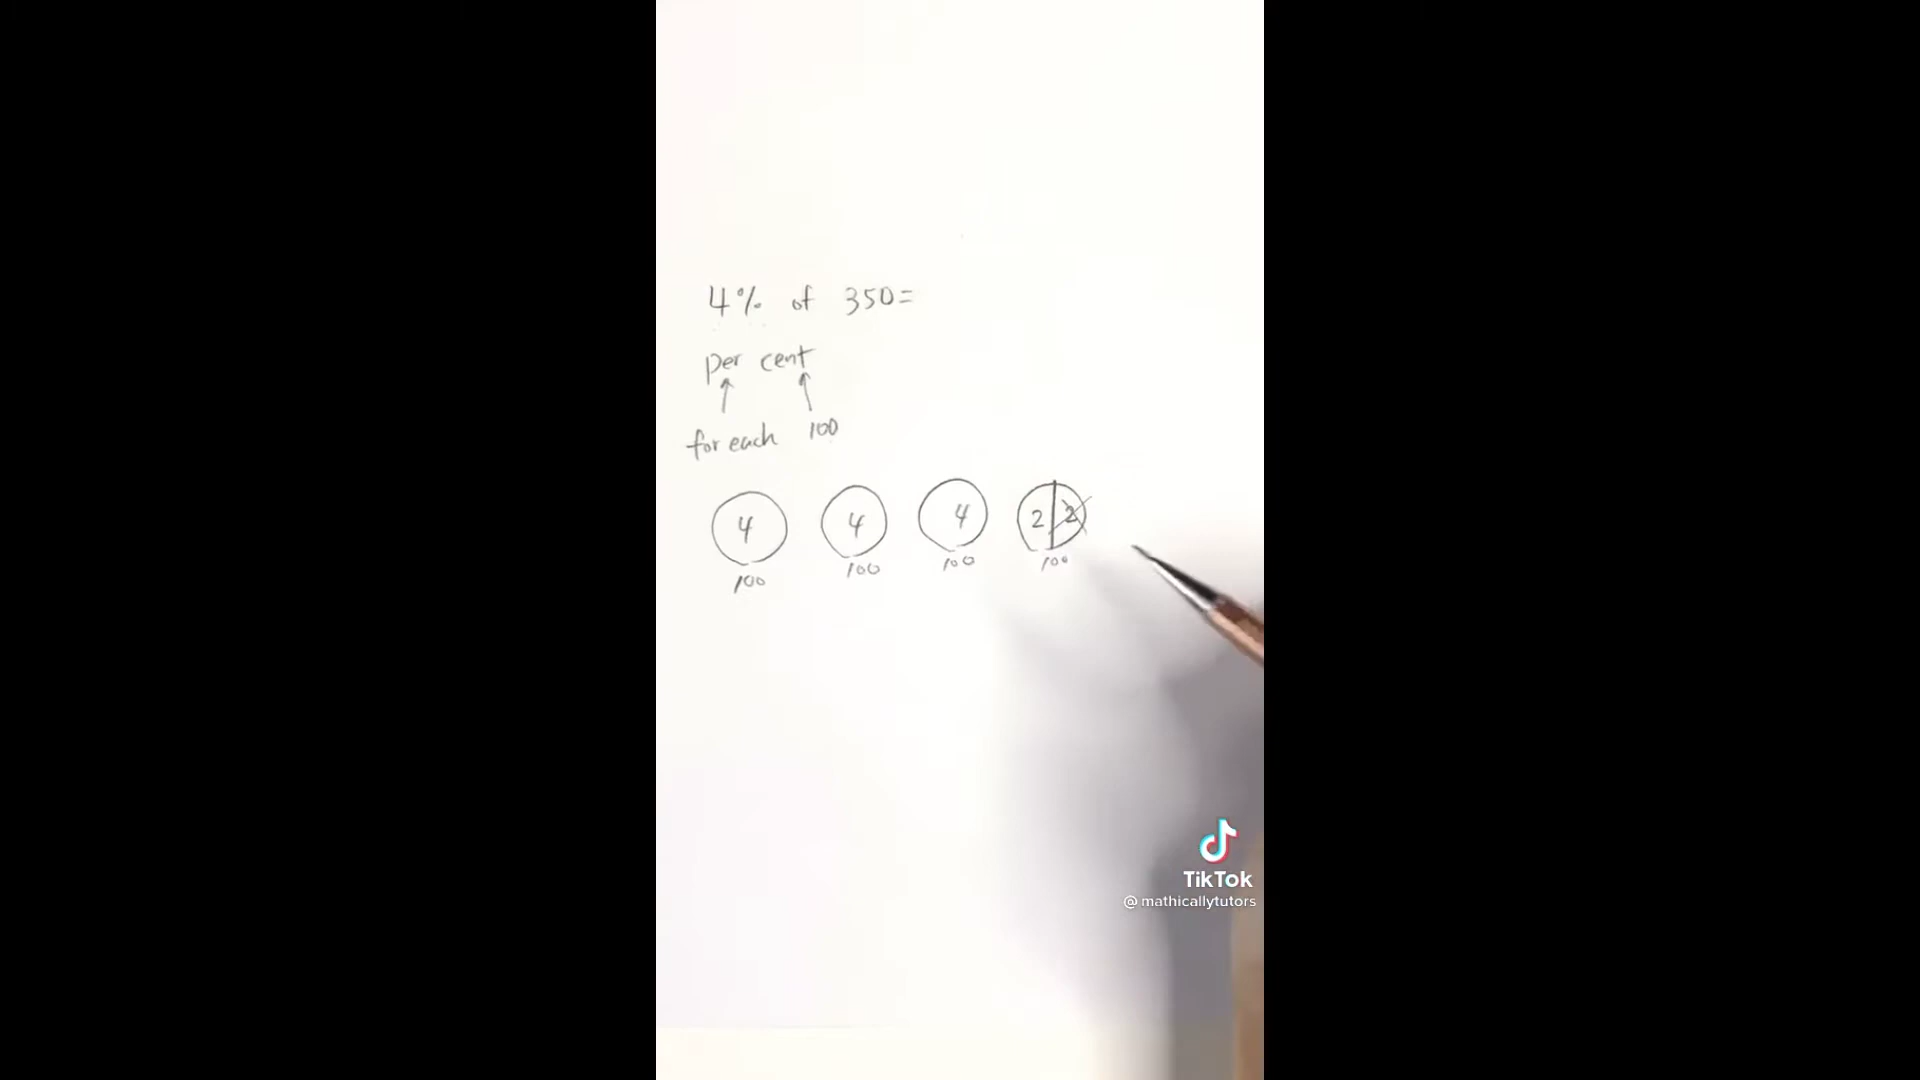 4% of 350=
per cent
for each 100
4 4 4 2 2
100 100 100 100
TikTok
@mathicallytutors